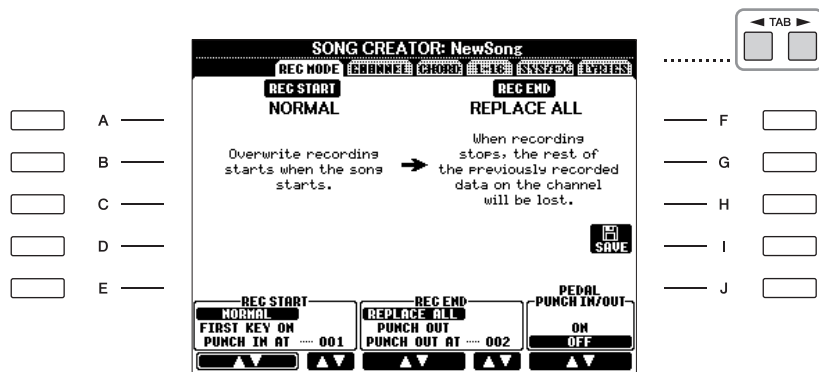 ◄ TAB ►
SONG CREATOR: NewSong
REC MODE CHANNEL CHORD 1-16 SYS/EX LYRICS
REC START REC END
NORMAL REPLACE ALL
A F
Overwrite recording
starts when the song
starts.
When recording
stops, the rest of
the previously recorded
data on the channel
will be lost.
B G
C H
D I
SAVE
E J
REC START
NORMAL
FIRST KEY ON
PUNCH IN AT ···· 001
REC END
REPLACE ALL
PUNCH OUT
PUNCH OUT AT ···· 002
PEDAL
PUNCH IN/OUT
ON
OFF
▲▼ ▲▼ ▲▼ ▲▼ ▲▼